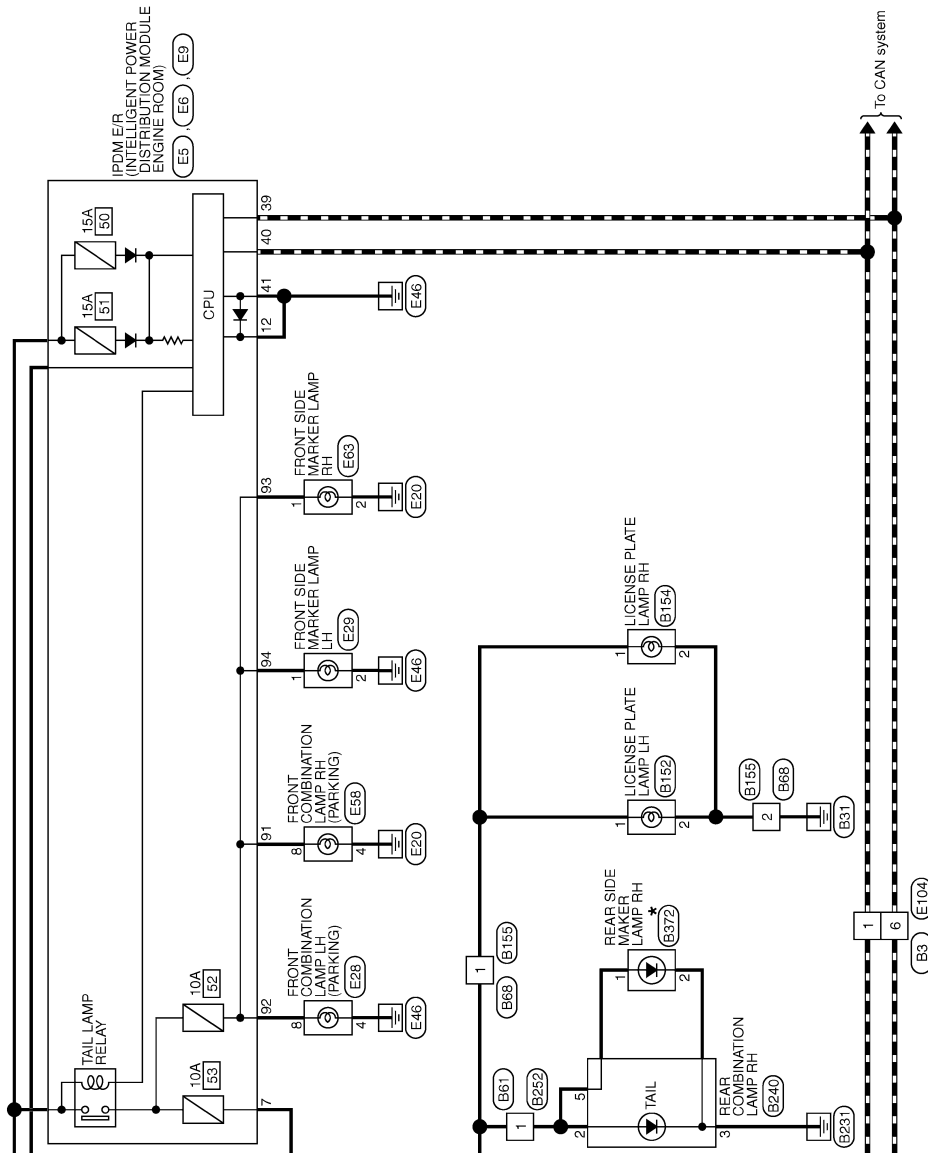 IPDM E/R
(INTELLIGENT POWER
DISTRIBUTION MODULE
ENGINE ROOM)
E5 , E6 , E9
TAIL LAMP
RELAY
10A
53
10A
52
15A
51
15A
50
CPU
7
92
91
94
93
12
41
40
39
8
FRONT
COMBINATION
LAMP LH
(PARKING)
E28
4
E46
8
FRONT
COMBINATION
LAMP RH
(PARKING)
E58
4
E20
1
FRONT SIDE
MARKER LAMP
LH
E29
2
E46
1
FRONT SIDE
MARKER LAMP
RH
E63
2
E20
E46
B61
1
B252
1
B68
B155
2
5
TAIL
3
REAR
COMBINATION
LAMP RH
B240
B231
1
REAR SIDE
MAKER
LAMP RH
*
B372
2
1
LICENSE PLATE
LAMP LH
B152
2
1
LICENSE PLATE
LAMP RH
B154
2
2
B155
B68
B31
1
6
B3
E104
To CAN system